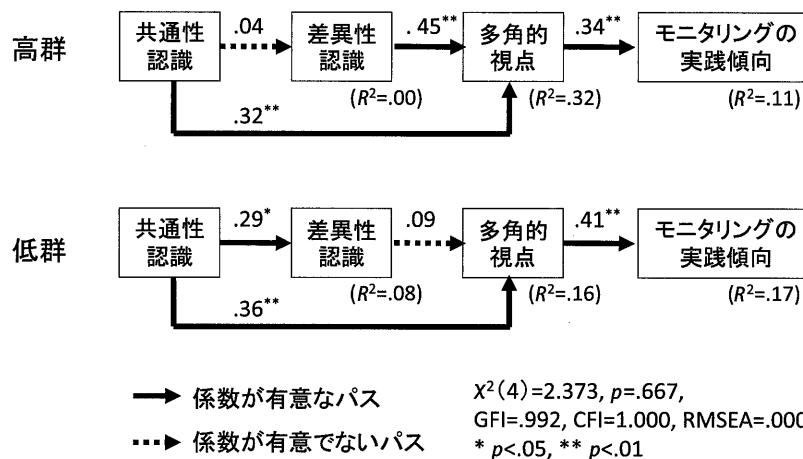 高群
共通性
認識
.04
差異性
認識
.45**
多角的
視点
.34**
モニタリングの
実践傾向
(R²=.00)
(R²=.32)
(R²=.11)
.32**
低群
共通性
認識
.29*
差異性
認識
.09
多角的
視点
.41**
モニタリングの
実践傾向
(R²=.08)
(R²=.16)
(R²=.17)
.36**
係数が有意なパス
係数が有意でないパス
X²(4)=2.373, p=.667,
GFI=.992, CFI=1.000, RMSEA=.000
* p<.05, ** p<.01